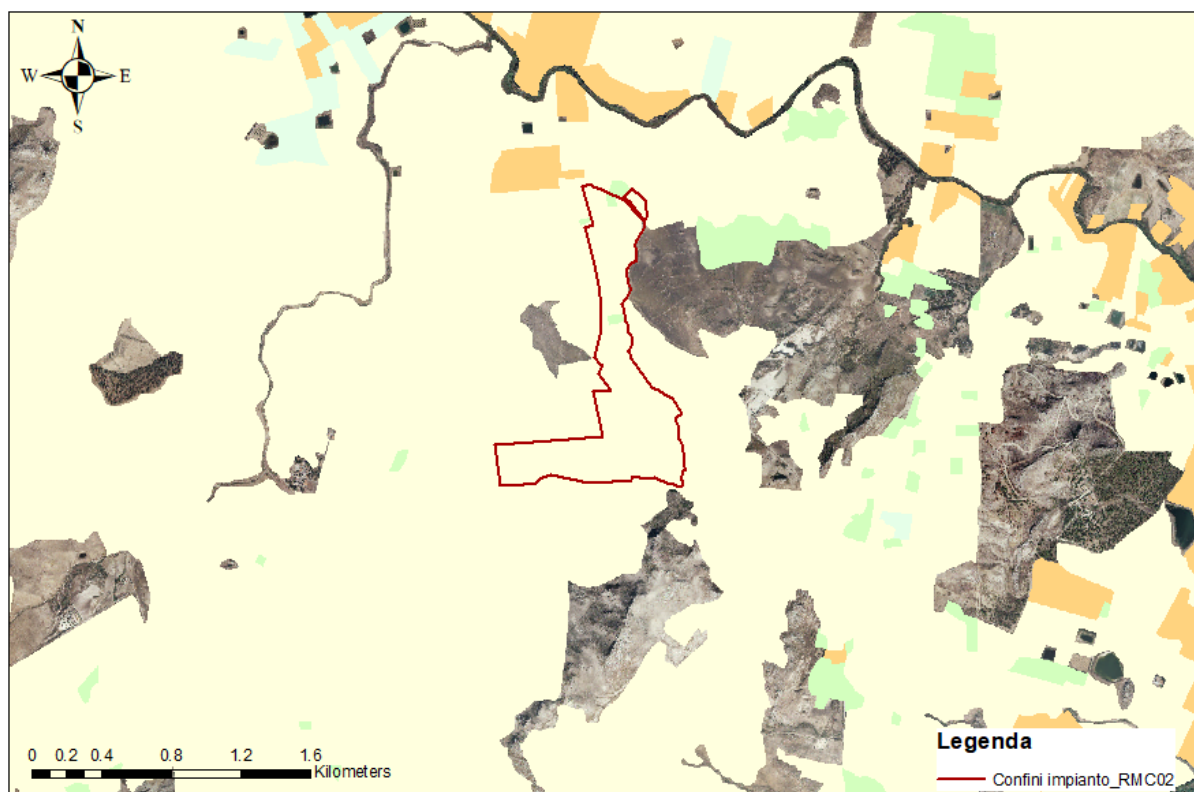 N
W E
S
0 0.2 0.4 0.8 1.2 1.6
Kilometers
Legenda
Confini impianto_RMC02